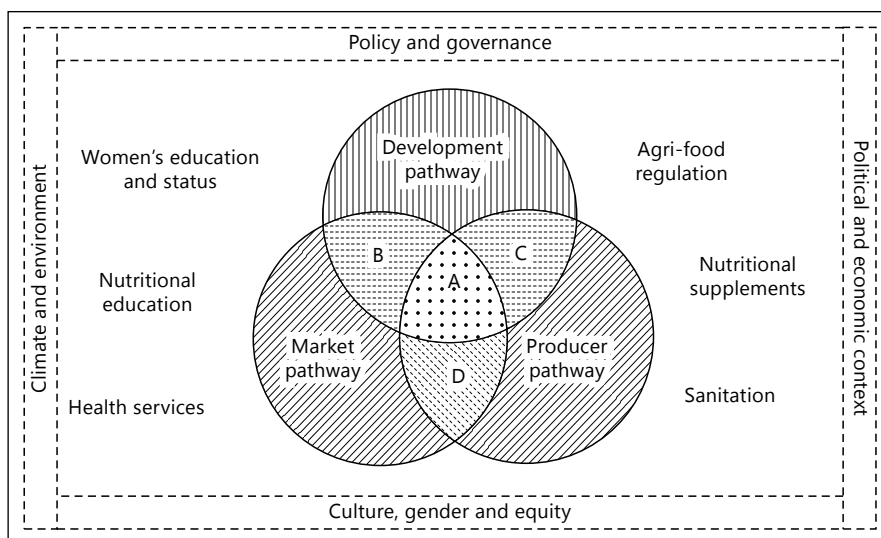 Policy and governance
Climate and environment
Women's education
and status
Development
pathway
Agri-food
regulation
Political and economic context
B
C
A
Nutritional
education
Nutritional
supplements
Market
pathway
Producer
pathway
D
Health services
Sanitation
Culture, gender and equity